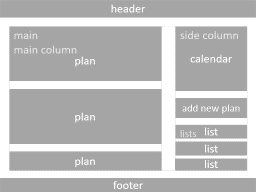 header
main
main column
plan
plan
plan
side column
calendar
add new plan
lists
list
list
list
footer